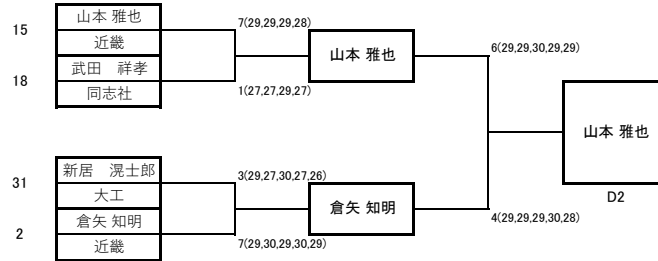 15
山本 雅也
近畿
7(29,29,29,28)
18
武田　祥孝
同志社
1(27,27,29,27)
山本 雅也
6(29,29,30,29,29)
山本 雅也
D2
31
新居　滉士郎
大工
3(29,27,30,27,26)
2
倉矢 知明
近畿
7(29,30,29,30,29)
倉矢 知明
4(29,29,29,30,28)